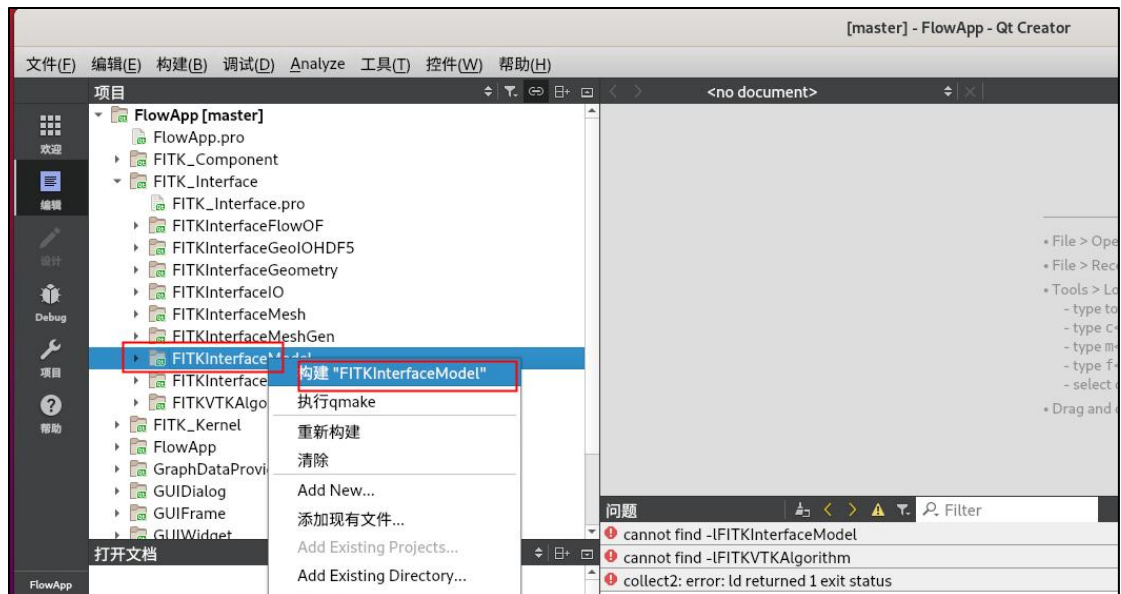 [master] - FlowApp - Qt Creator
文件(F) 编辑(E) 构建(B) 调试(D) Analyze 工具(T) 控件(W) 帮助(H)
项目
<no document>
欢迎
编辑
设计
Debug
项目
帮助
FlowApp
FlowApp [master]
FlowApp.pro
FITK_Component
FITK_Interface
FITK_Interface.pro
FITKInterfaceFlowOF
FITKInterfaceGeoIOHDF5
FITKInterfaceGeometry
FITKInterfaceIO
FITKInterfaceMesh
FITKInterfaceMeshGen
FITKInterfaceModel
FITKInterface
FITKVTKAlgo
FITK_Kernel
FlowApp
GraphDataProvi
GUIDialog
GUIFrame
GUIWidget
打开文档
构建 "FITKInterfaceModel"
执行qmake
重新构建
清除
Add New...
添加现有文件...
Add Existing Projects...
Add Existing Directory...
• File > Ope
• File > Rec
• Tools > Lo
- type to
- type c
- type m
- type f
- select
• Drag and
问题
Filter
cannot find -lFITKInterfaceModel
cannot find -lFITKVTKAlgorithm
collect2: error: ld returned 1 exit status